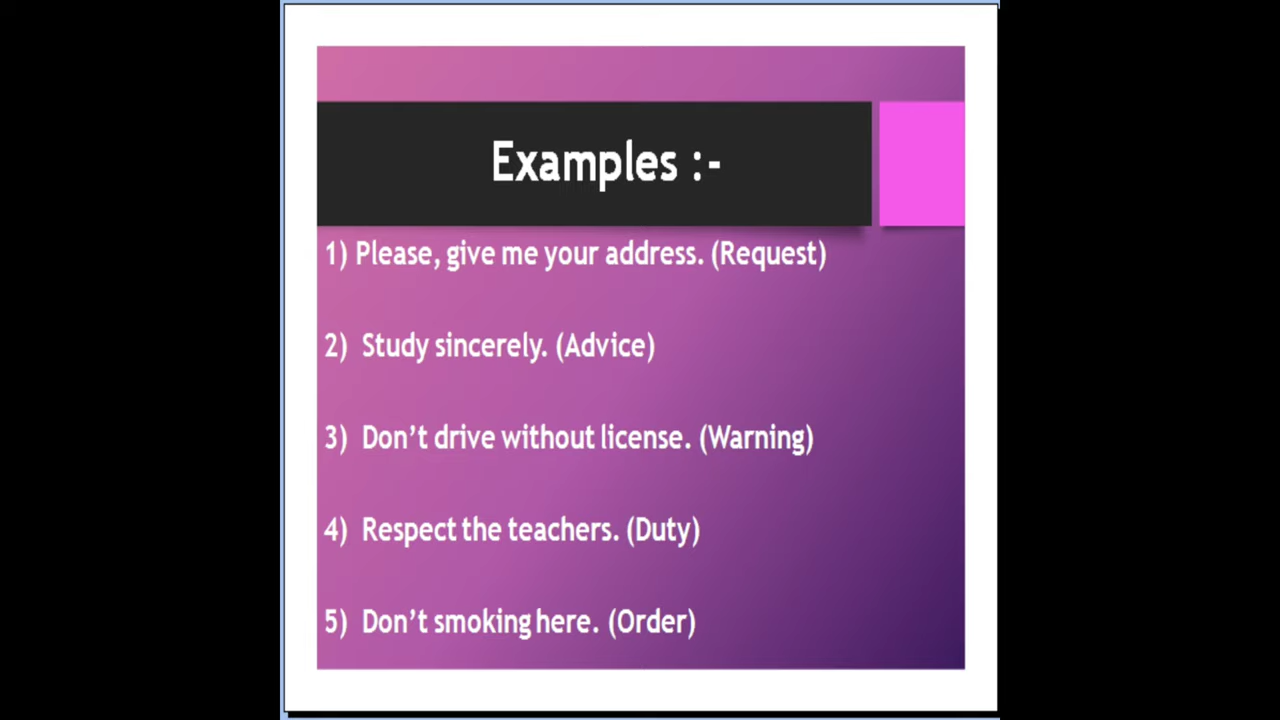 Examples :-
1) Please, give me your address. (Request)
2) Study sincerely. (Advice)
3) Don’t drive without license. (Warning)
4) Respect the teachers. (Duty)
5) Don’t smoking here. (Order)